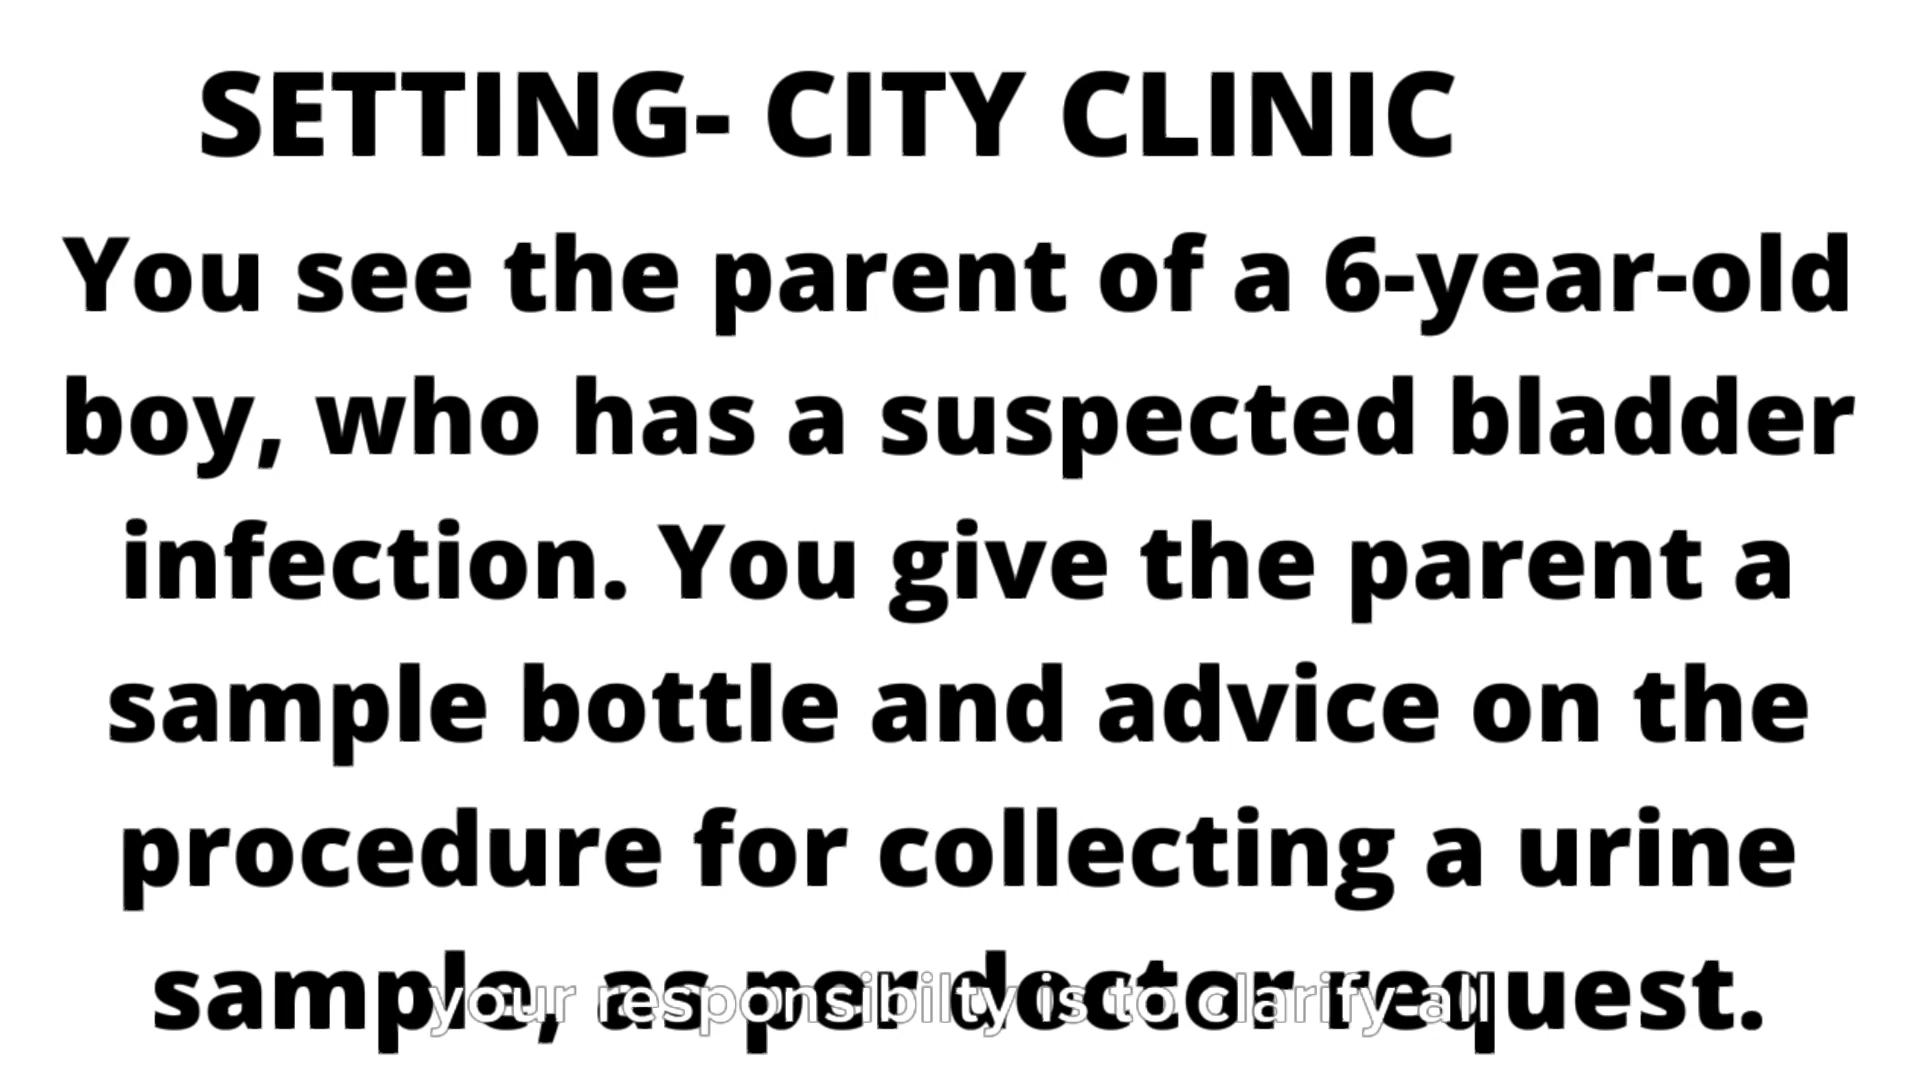 SETTING- CITY CLINIC
You see the parent of a 6-year-old
boy, who has a suspected bladder
infection. You give the parent a
sample bottle and advice on the
procedure for collecting a urine
sample, as per doctor request.
your responsibilty is to clarify all